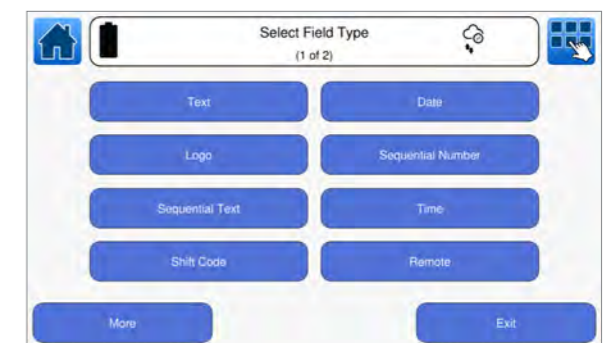 Select Field Type
(1 of 2)
Text
Date
Logo
Sequential Number
Sequential Text
Time
Shift Code
Remote
More
Exit